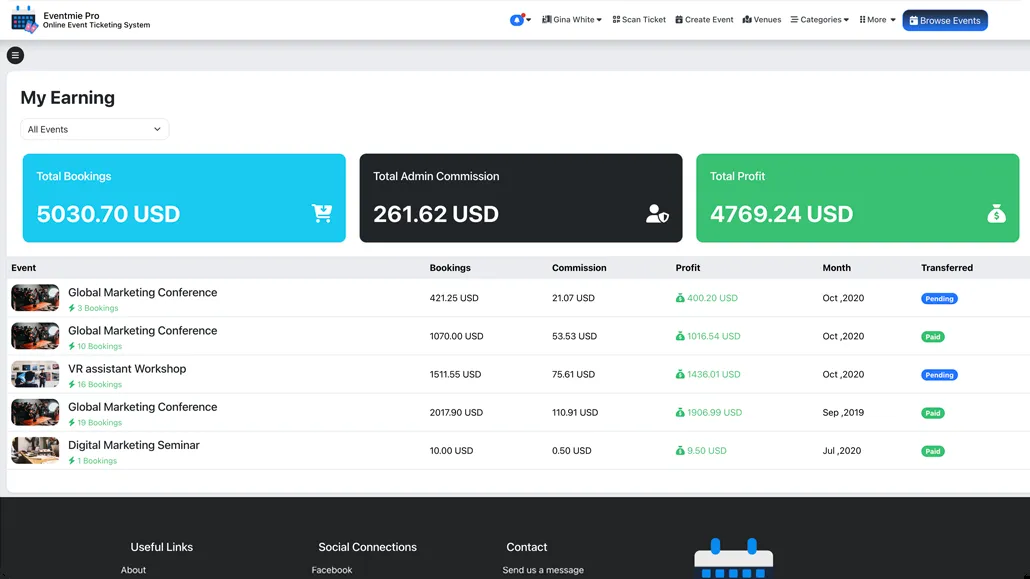 Eventmie Pro
Online Event Ticketing System
Gina White
Scan Ticket
Create Event
Venues
Categories
More
Browse Events
My Earning
All Events
Total Bookings
5030.70 USD
Total Admin Commission
261.62 USD
Total Profit
4769.24 USD
Event Bookings Commission Profit Month Transferred
Global Marketing Conference
3 Bookings
421.25 USD 21.07 USD 400.20 USD Oct ,2020 Pending
Global Marketing Conference
10 Bookings
1070.00 USD 53.53 USD 1016.54 USD Oct ,2020 Paid
VR assistant Workshop
16 Bookings
1511.55 USD 75.61 USD 1436.01 USD Oct ,2020 Pending
Global Marketing Conference
19 Bookings
2017.90 USD 110.91 USD 1906.99 USD Sep ,2019 Paid
Digital Marketing Seminar
1 Bookings
10.00 USD 0.50 USD 9.50 USD Jul ,2020 Paid
Useful Links
About
Social Connections
Facebook
Contact
Send us a message